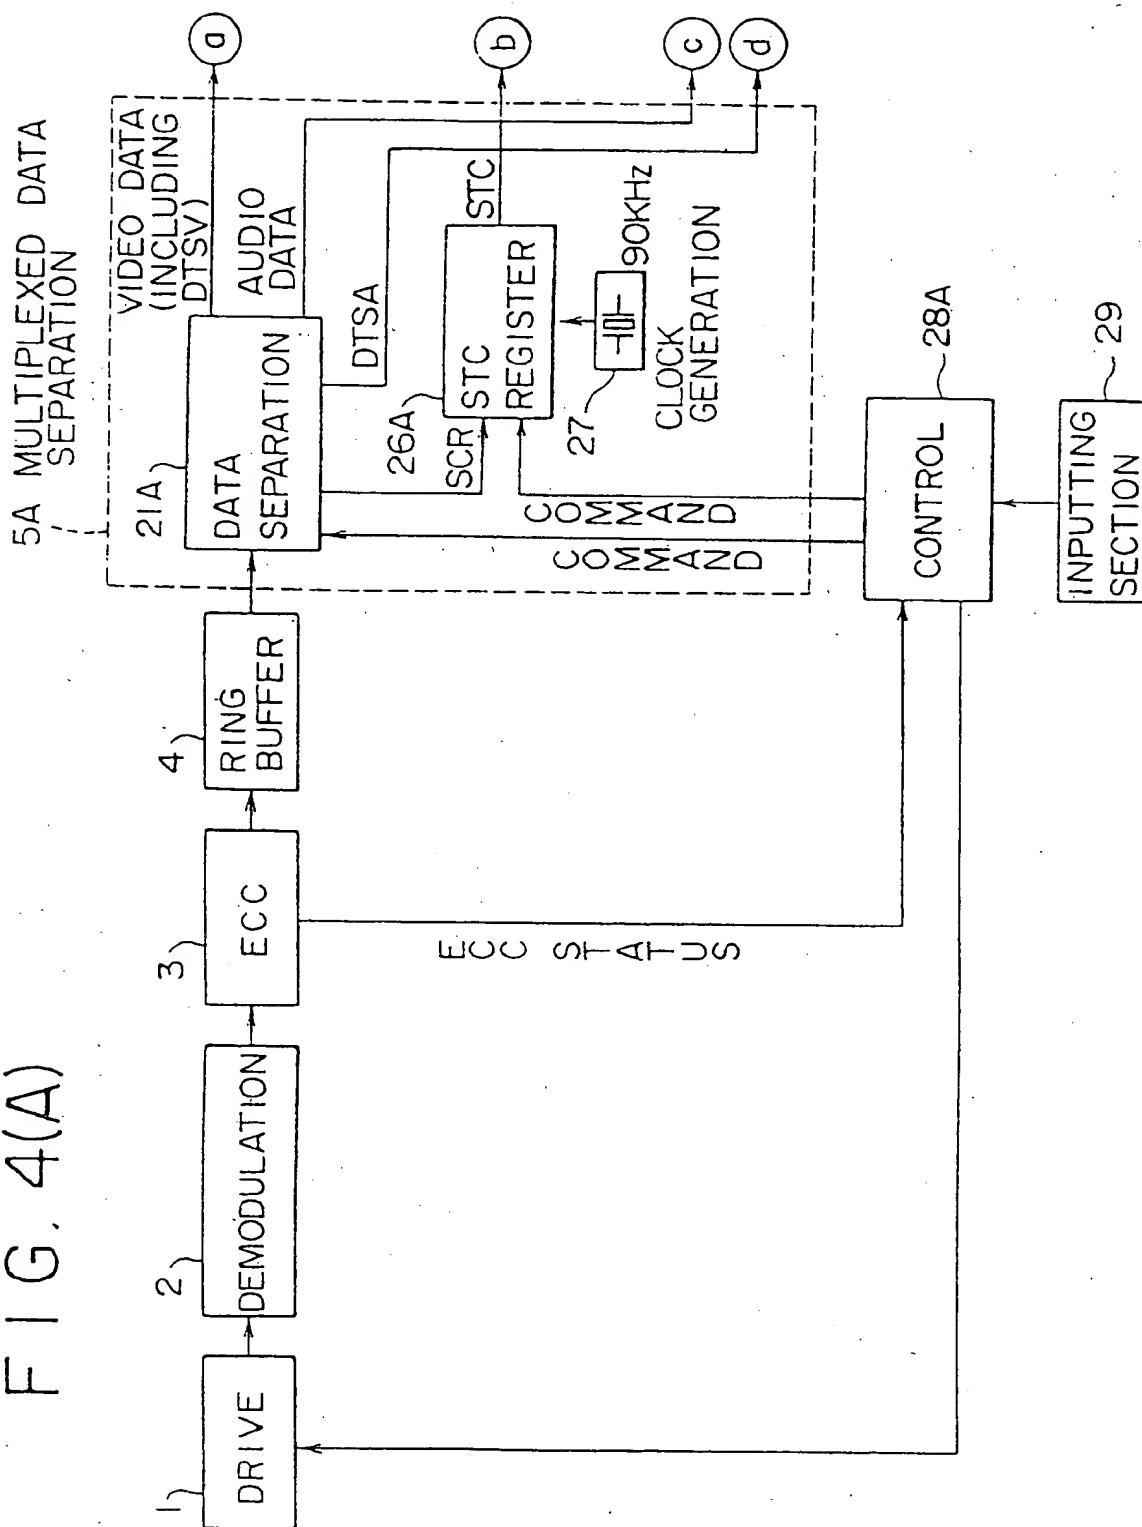 FIG. 4(A)
5A MULTIPLEXED DATA
SEPARATION
1
DRIVE
2
DEMODULATION
3
ECC
4
RING
BUFFER
21A
DATA
SEPARATION
VIDEO DATA
(INCLUDING
DTSV)
AUDIO
DATA
DTSA
a
b
c
d
26A
SCR
STC
REGISTER
STC
27
90KHz
CLOCK
GENERATION
COMMAND
COMMAND
ECC STATUS
CONTROL
28A
INPUTTING
SECTION
29